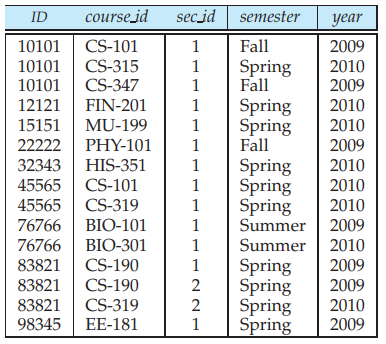 ID course_id sec_id semester year
10101 CS-101 1 Fall 2009
10101 CS-315 1 Spring 2010
10101 CS-347 1 Fall 2009
12121 FIN-201 1 Spring 2010
15151 MU-199 1 Spring 2010
22222 PHY-101 1 Fall 2009
32343 HIS-351 1 Spring 2010
45565 CS-101 1 Spring 2010
45565 CS-319 1 Spring 2010
76766 BIO-101 1 Summer 2009
76766 BIO-301 1 Summer 2010
83821 CS-190 1 Spring 2009
83821 CS-190 2 Spring 2009
83821 CS-319 2 Spring 2010
98345 EE-181 1 Spring 2009